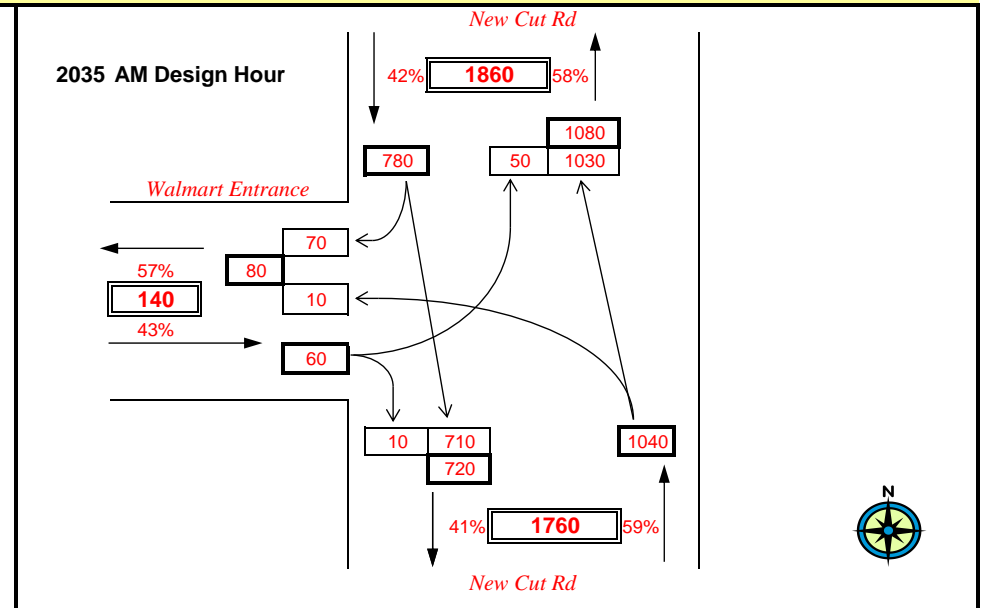 New Cut Rd
2035 AM Design Hour
42% 1860 58%
1080
780 50 1030
Walmart Entrance
70
57% 80
140 10
43%
60
10 710 1040
720
N
41% 1760 59%
New Cut Rd